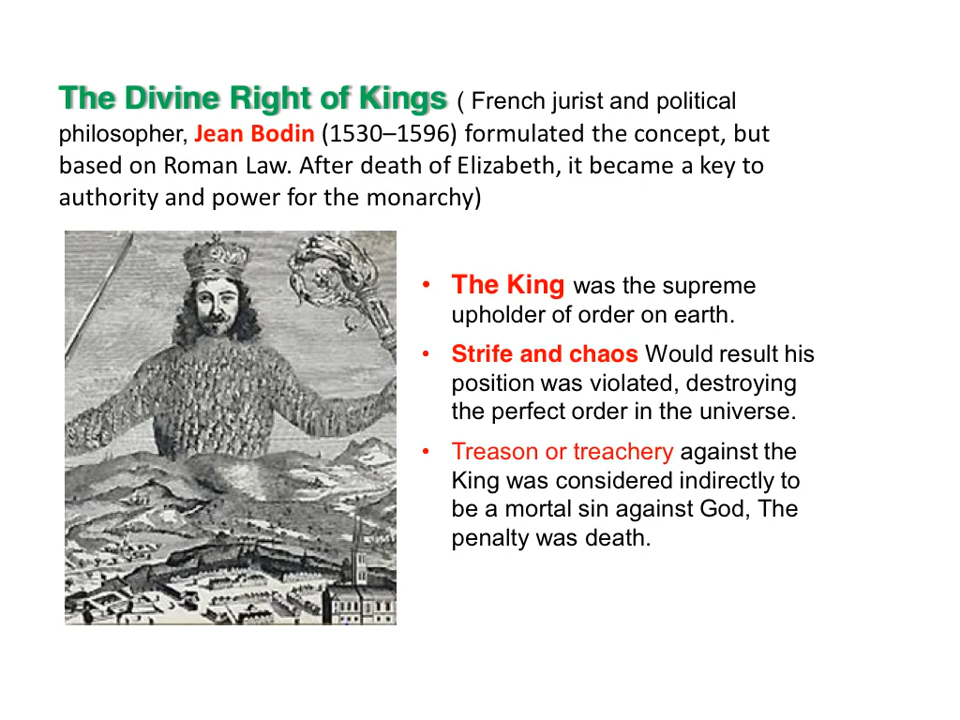 The Divine Right of Kings ( French jurist and political
philosopher, Jean Bodin (1530–1596) formulated the concept, but
based on Roman Law. After death of Elizabeth, it became a key to
authority and power for the monarchy)
• The King was the supreme
upholder of order on earth.
• Strife and chaos Would result his
position was violated, destroying
the perfect order in the universe.
• Treason or treachery against the
King was considered indirectly to
be a mortal sin against God, The
penalty was death.